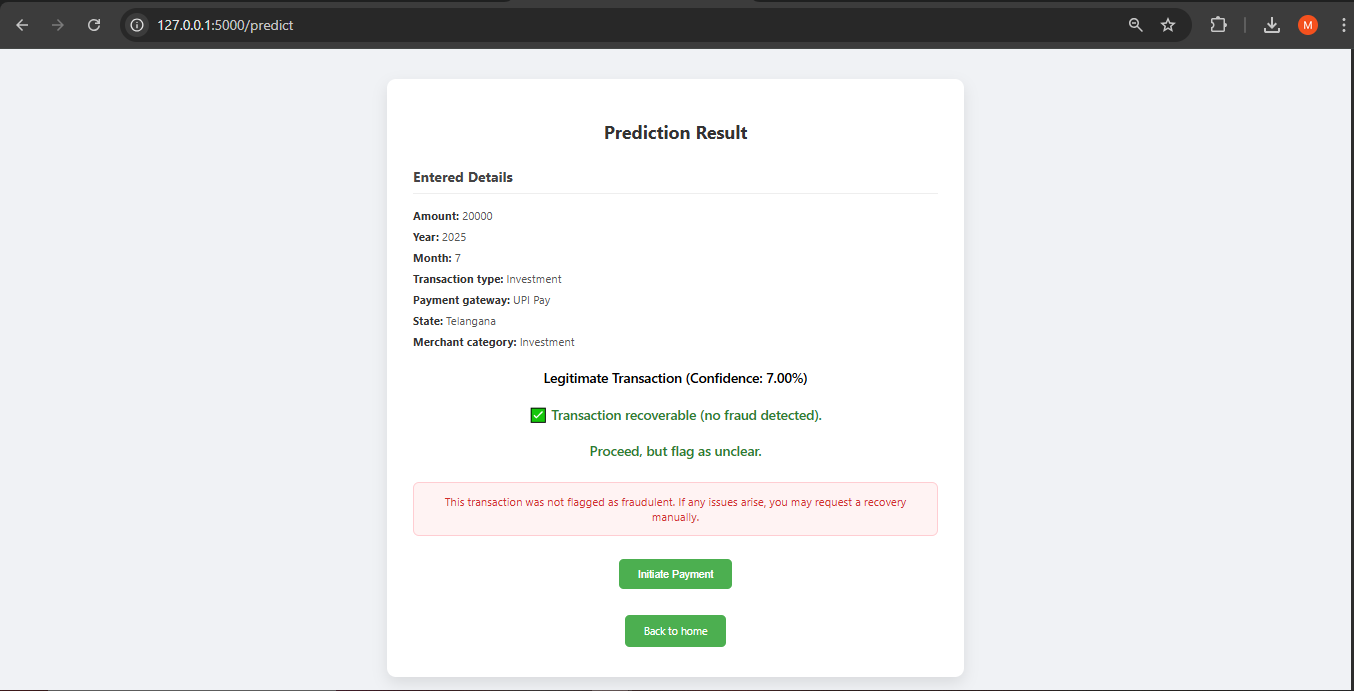 127.0.0.1:5000/predict
M
Prediction Result
Entered Details
Amount: 20000
Year: 2025
Month: 7
Transaction type: Investment
Payment gateway: UPI Pay
State: Telangana
Merchant category: Investment
Legitimate Transaction (Confidence: 7.00%)
✅ Transaction recoverable (no fraud detected).
Proceed, but flag as unclear.
This transaction was not flagged as fraudulent. If any issues arise, you may request a recovery
manually.
Initiate Payment
Back to home